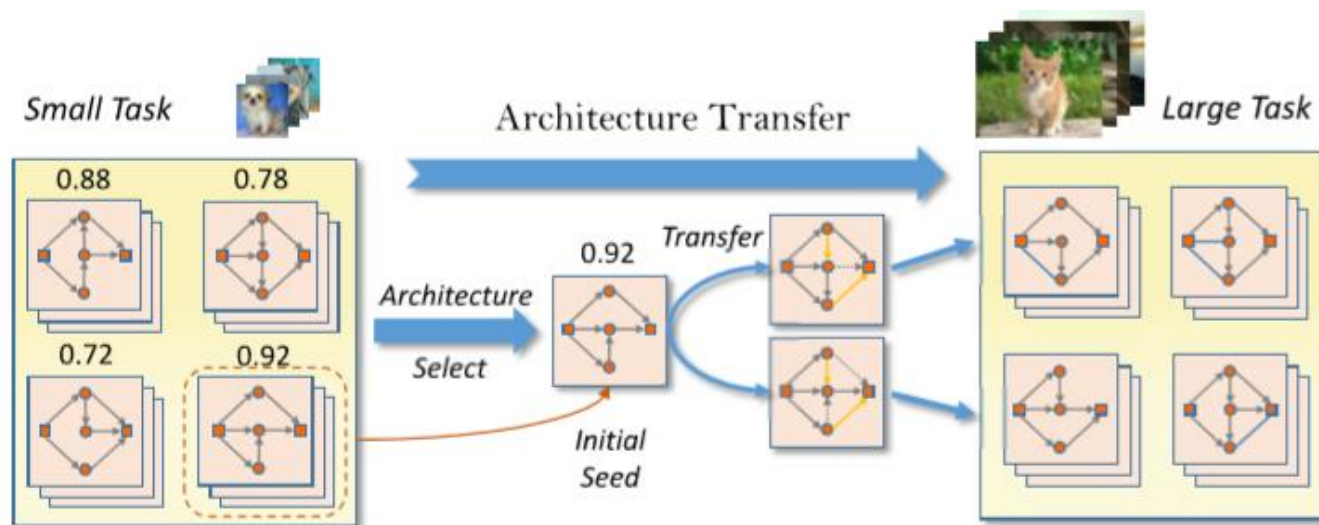 Small Task
Architecture Transfer
Large Task
0.88
0.78
0.72
0.92
Architecture
Select
0.92
Initial
Seed
Transfer